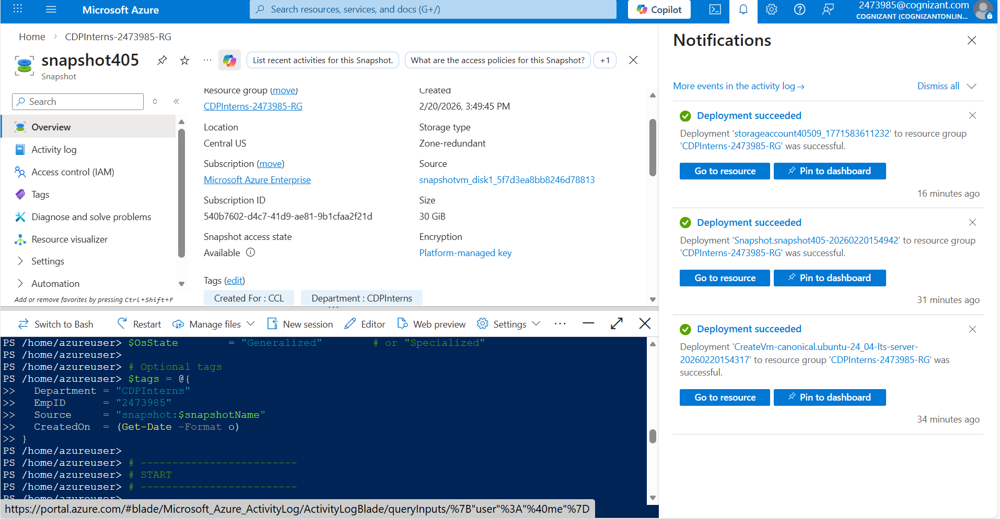 Microsoft Azure
Search resources, services, and docs (G+/)
Copilot
2473985@cognizant.com
COGNIZANT (COGNIZANTONLIN...
Home > CDPInterns-2473985-RG
snapshot405
Snapshot
List recent activities for this Snapshot.
What are the access policies for this Snapshot?
+1
Search
Overview
Activity log
Access control (IAM)
Tags
Diagnose and solve problems
Resource visualizer
Settings
Automation
Add or remove favorites by pressing Ctrl+Shift+F
Resource group (move)
CDPInterns-2473985-RG
Location
Central US
Subscription (move)
Microsoft Azure Enterprise
Subscription ID
540b7602-d4c7-41d9-ae81-9b1cfaa2f21d
Snapshot access state
Available
Created
2/20/2026, 3:49:45 PM
Storage type
Zone-redundant
Source
snapshotvm_disk1_5f7d3ea8bb8246d78813
Size
30 GiB
Encryption
Platform-managed key
Tags (edit)
Created For : CCL
Department : CDPInterns
Switch to Bash
Restart
Manage files
New session
Editor
Web preview
Settings
PS /home/azureuser> $OsState         = "Generalized"        # or "Specialized"
PS /home/azureuser>
PS /home/azureuser> # Optional tags
PS /home/azureuser> $tags = @{
>>   Department = "CDPInterns"
>>   EmpID      = "2473985"
>>   Source     = "snapshot:$snapshotName"
>>   CreatedOn  = (Get-Date -Format o)
>> }
PS /home/azureuser>
PS /home/azureuser> # -------------------------
PS /home/azureuser> # START
PS /home/azureuser> # -------------------------
PS /home/azureuser>
https://portal.azure.com/#blade/Microsoft_Azure_ActivityLog/ActivityLogBlade/queryInputs/%7B"user"%3A"%40me"%7D
Notifications
More events in the activity log →
Dismiss all
Deployment succeeded
Deployment 'storageaccount40509_1771583611232' to resource group
'CDPInterns-2473985-RG' was successful.
Go to resource
Pin to dashboard
16 minutes ago
Deployment succeeded
Deployment 'Snapshot.snapshot405-20260220154942' to resource group
'CDPInterns-2473985-RG' was successful.
Go to resource
Pin to dashboard
31 minutes ago
Deployment succeeded
Deployment 'CreateVm-canonical.ubuntu-24_04-lts-server-
20260220154317' to resource group 'CDPInterns-2473985-RG' was
successful.
Go to resource
Pin to dashboard
34 minutes ago